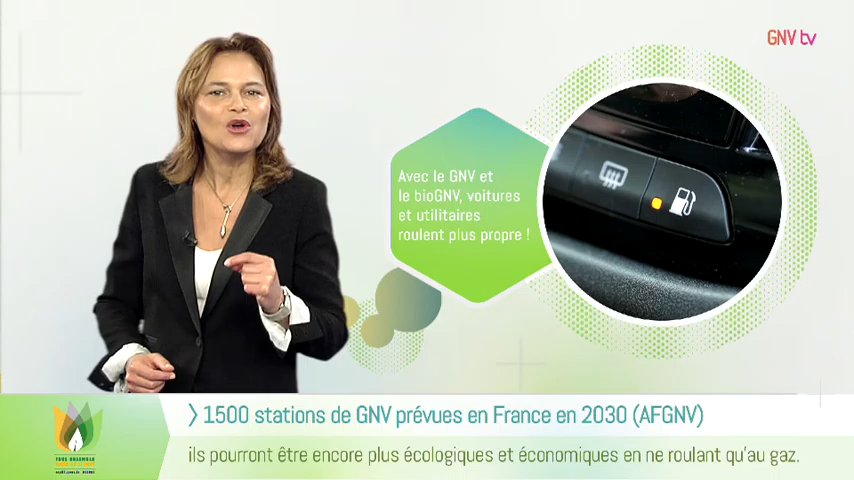 GNV tv
Avec le GNV et
le bioGNV, voitures
et utilitaires
roulent plus propre !
〉1500 stations de GNV prévues en France en 2030 (AFGNV)
ils pourront être encore plus écologiques et économiques en ne roulant qu'au gaz.